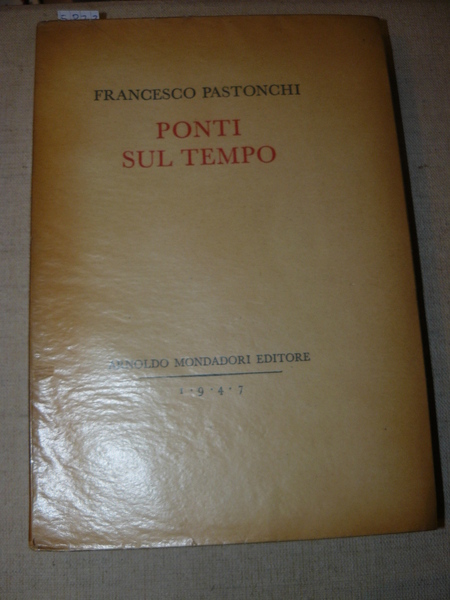 FRANCESCO PASTONCHI
PONTI
SUL TEMPO
ARNOLDO MONDADORI EDITORE
1·9·4·7